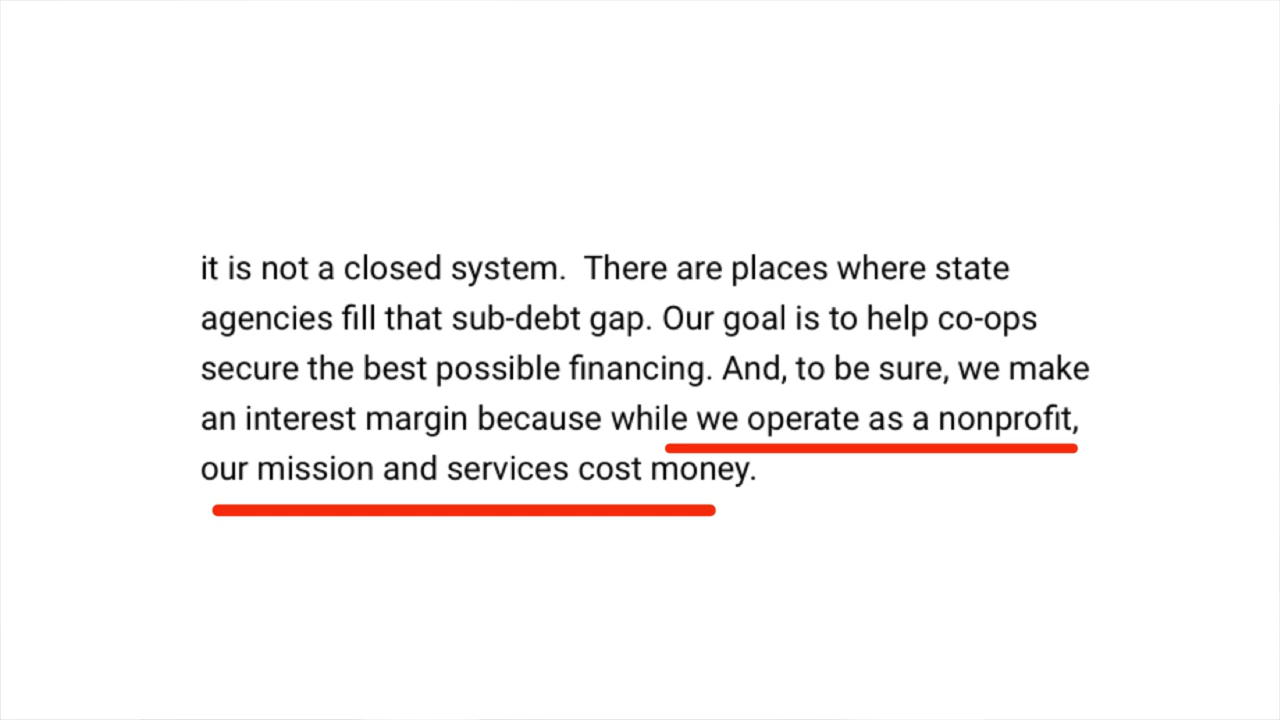 it is not a closed system.  There are places where state
agencies fill that sub-debt gap. Our goal is to help co-ops
secure the best possible financing. And, to be sure, we make
an interest margin because while we operate as a nonprofit,
our mission and services cost money.